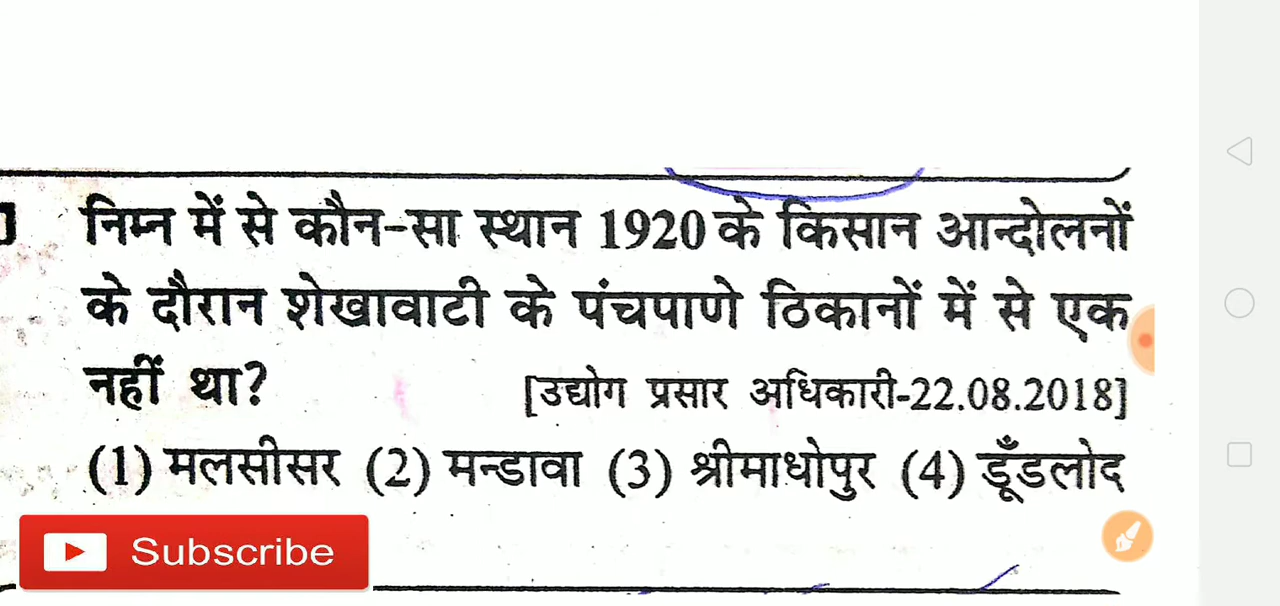 निम्न में से कौन-सा स्थान 1920 के किसान आन्दोलनों
के दौरान शेखावाटी के पंचपाणे ठिकानों में से एक
नहीं था? [उद्योग प्रसार अधिकारी-22.08.2018]
(1) मलसीसर (2) मन्डावा (3) श्रीमाधोपुर (4) डूँडलोद
Subscribe